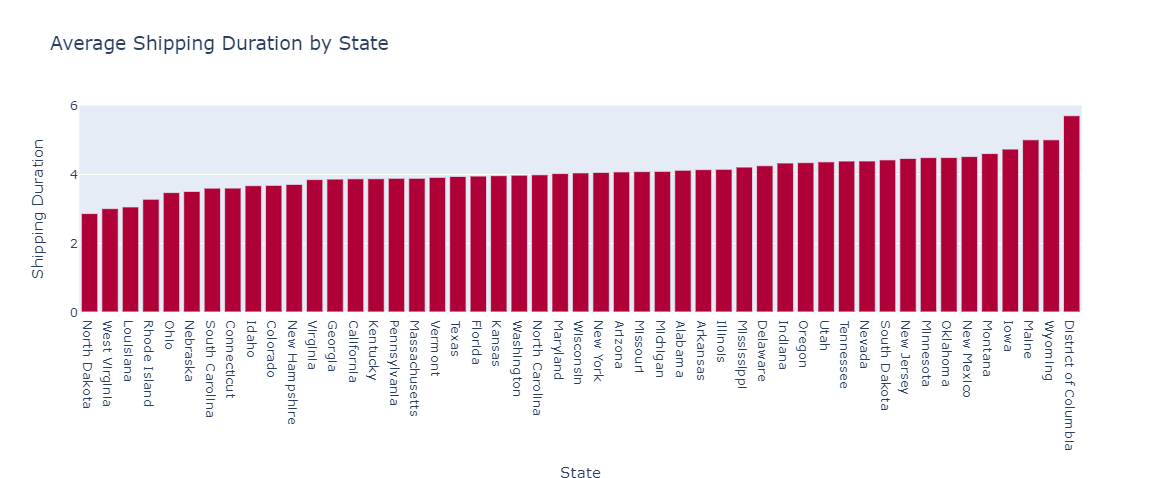 Average Shipping Duration by State
Shipping Duration
6
4
2
0
North Dakota
West Virginia
Louisiana
Rhode Island
Ohio
Nebraska
South Carolina
Connecticut
Idaho
Colorado
New Hampshire
Virginia
Georgia
California
Kentucky
Pennsylvania
Massachusetts
Vermont
Texas
Florida
Kansas
Washington
North Carolina
Maryland
Wisconsin
New York
Arizona
Missouri
Michigan
Alabama
Arkansas
Illinois
Mississippi
Delaware
Indiana
Oregon
Utah
Tennessee
Nevada
South Dakota
New Jersey
Minnesota
Oklahoma
New Mexico
Montana
Iowa
Maine
Wyoming
District of Columbia
State